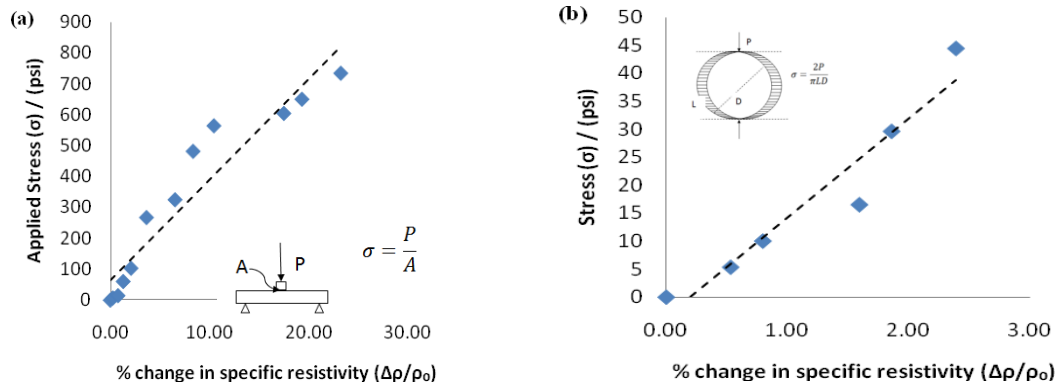 (a)
900
800
700
600
500
400
300
200
100
0
Applied Stress (σ) / (psi)
0.00 10.00 20.00 30.00
% change in specific resistivity (Δρ/ρ₀)
A
P
σ = P/A
(b)
50
45
40
35
30
25
20
15
10
5
0
Stress (σ) / (psi)
0.00 1.00 2.00 3.00
% change in specific resistivity (Δρ/ρ₀)
P
L
D
σ = 2P/πLD